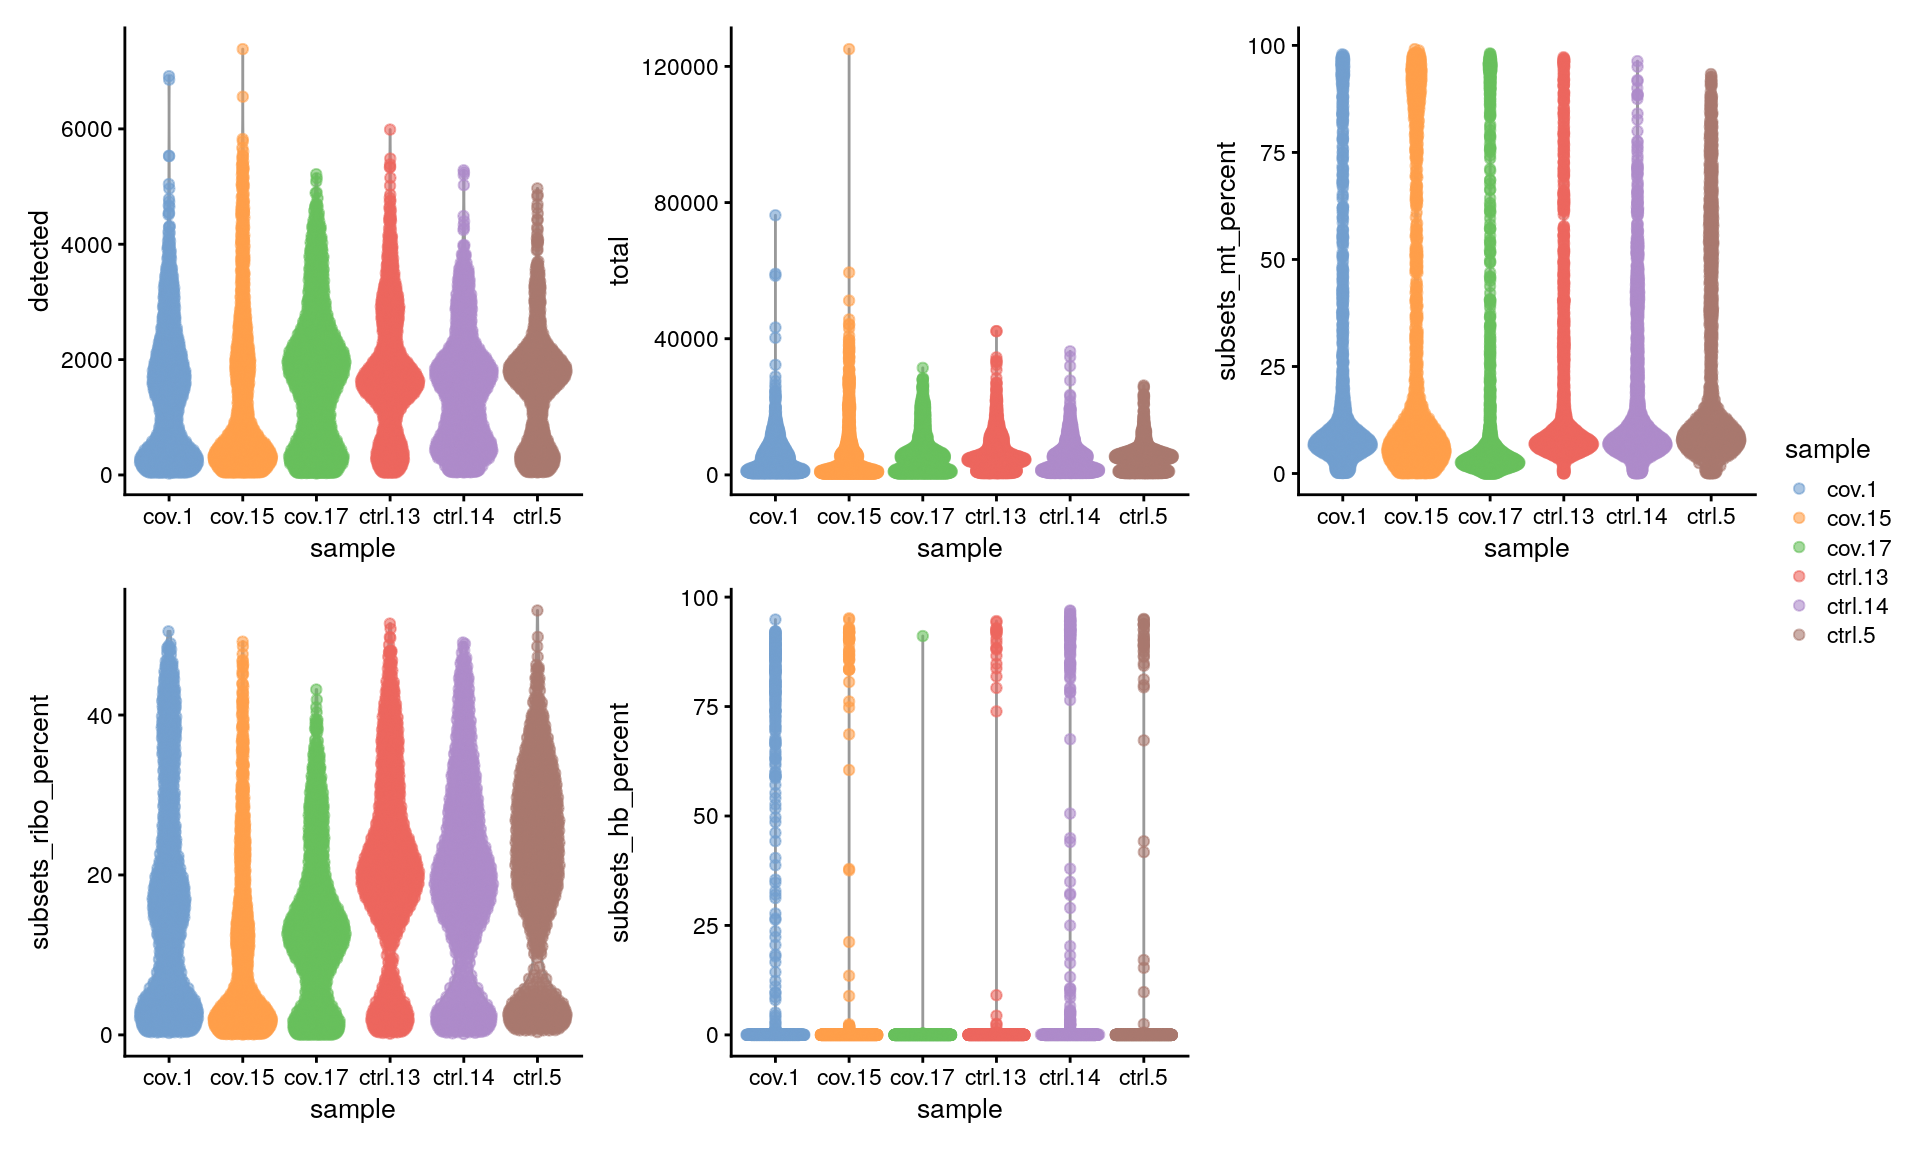 detected
6000
4000
2000
0
cov.1 cov.15 cov.17 ctrl.13 ctrl.14 ctrl.5
sample
total
120000
80000
40000
0
cov.1 cov.15 cov.17 ctrl.13 ctrl.14 ctrl.5
sample
subsets_mt_percent
100
75
50
25
0
cov.1 cov.15 cov.17 ctrl.13 ctrl.14 ctrl.5
sample
subsets_ribo_percent
40
20
0
cov.1 cov.15 cov.17 ctrl.13 ctrl.14 ctrl.5
sample
subsets_hb_percent
100
75
50
25
0
cov.1 cov.15 cov.17 ctrl.13 ctrl.14 ctrl.5
sample
sample
cov.1
cov.15
cov.17
ctrl.13
ctrl.14
ctrl.5